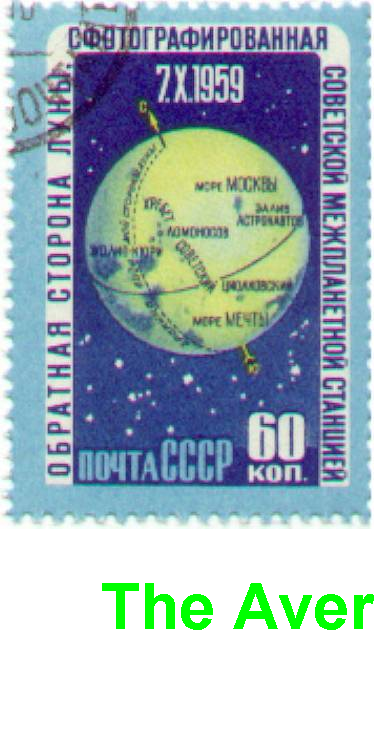 ОБРАТНАЯ СТОРОНА ЛУНЫ
СФОТОГРАФИРОВАННАЯ
СОВЕТСКОЙ МЕЖПЛАНЕТНОЙ СТАНЦИЕЙ
7.X.1959
С
МОРЕ МОСКВЫ
ЗАЛИВ
АСТРОНАВТОВ
ХРЕБЕТ СОВЕТСКИЙ
ЛОМОНОСОВ
ЖОЛИО-КЮРИ
ЦИОЛКОВСКИЙ
МОРЕ МЕЧТЫ
Ю
ПОЧТА СССР
60
КОП.
The Aver